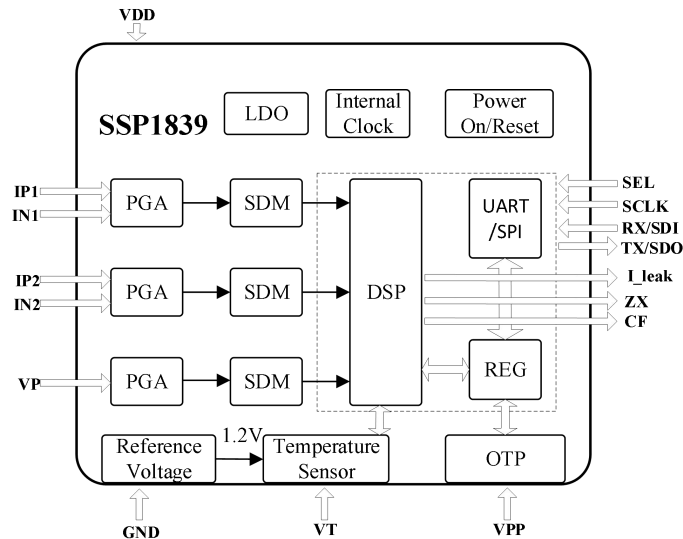 VDD
SSP1839
LDO
Internal
Clock
Power
On/Reset
IP1
IN1
PGA
SDM
DSP
UART
/SPI
SEL
SCLK
RX/SDI
TX/SDO
IP2
IN2
PGA
SDM
I_leak
ZX
CF
VP
PGA
SDM
REG
Reference
Voltage
1.2V
Temperature
Sensor
OTP
GND
VT
VPP